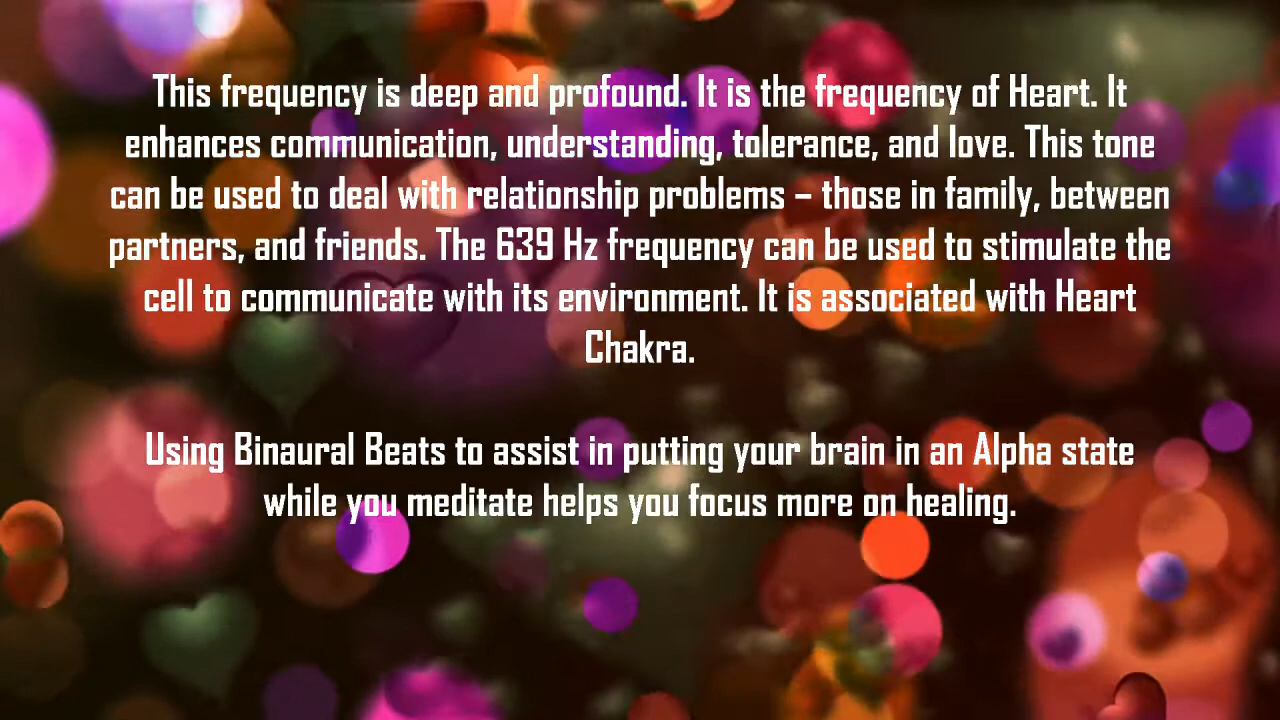 This frequency is deep and profound. It is the frequency of Heart. It
enhances communication, understanding, tolerance, and love. This tone
can be used to deal with relationship problems – those in family, between
partners, and friends. The 639 Hz frequency can be used to stimulate the
cell to communicate with its environment. It is associated with Heart
Chakra.
Using Binaural Beats to assist in putting your brain in an Alpha state
while you meditate helps you focus more on healing.